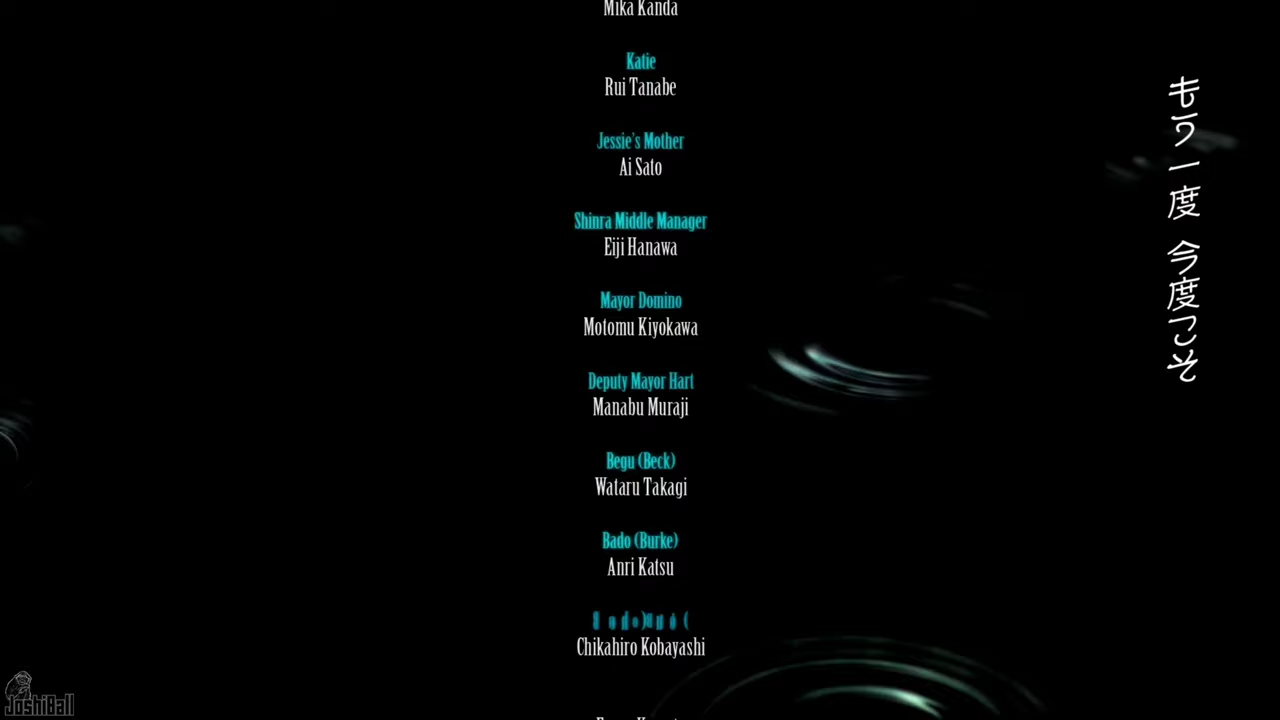 Mika Kanda
Katie
Rui Tanabe
Jessie's Mother
Ai Sato
Shinra Middle Manager
Eiji Hanawa
Mayor Domino
Motomu Kiyokawa
Deputy Mayor Hart
Manabu Muraji
Begu (Beck)
Wataru Takagi
Bado (Burke)
Anri Katsu
Chikahiro Kobayashi
もう一度 今度こそ
JoshiBall